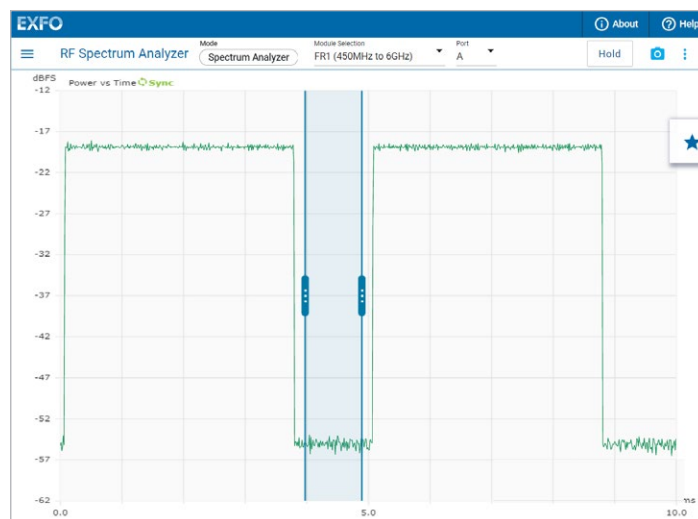 EXFO
About
Help
RF Spectrum Analyzer
Mode
Spectrum Analyzer
Module Selection
FR1 (450MHz to 6GHz)
Port
A
Hold
dBFS
Power vs Time Sync
-12
-17
-22
-27
-32
-37
-42
-47
-52
-57
-62
0.0
5.0
10.0
ms